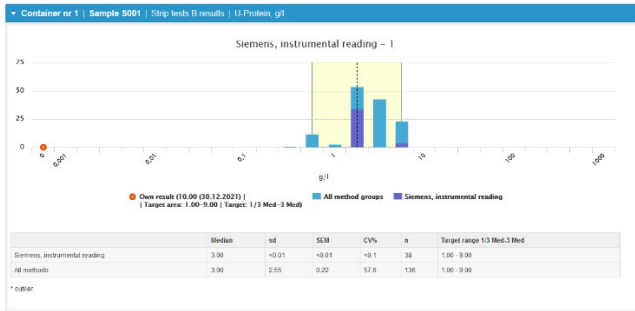 Container nr 1 | Sample S001 | Strip tests B results | U-Protein, g/l
Siemens, instrumental reading - 1
75
50
25
0
0 0,001 0,01 0,1 1 10 100 1000
g/l
Own result (10.00 (30.12.2021) |
| Target area: 1.00-9.00 | Target: 1/3 Med-3 Med)
All method groups
Siemens, instrumental reading
Median sd SEM CV% n Target range 1/3 Med-3 Med
Siemens, instrumental reading 3.00 <0.01 <0.01 <0.1 38 1.00 - 9.00
All methods 3.00 2.55 0.22 57.6 136 1.00 - 9.00
* outlier